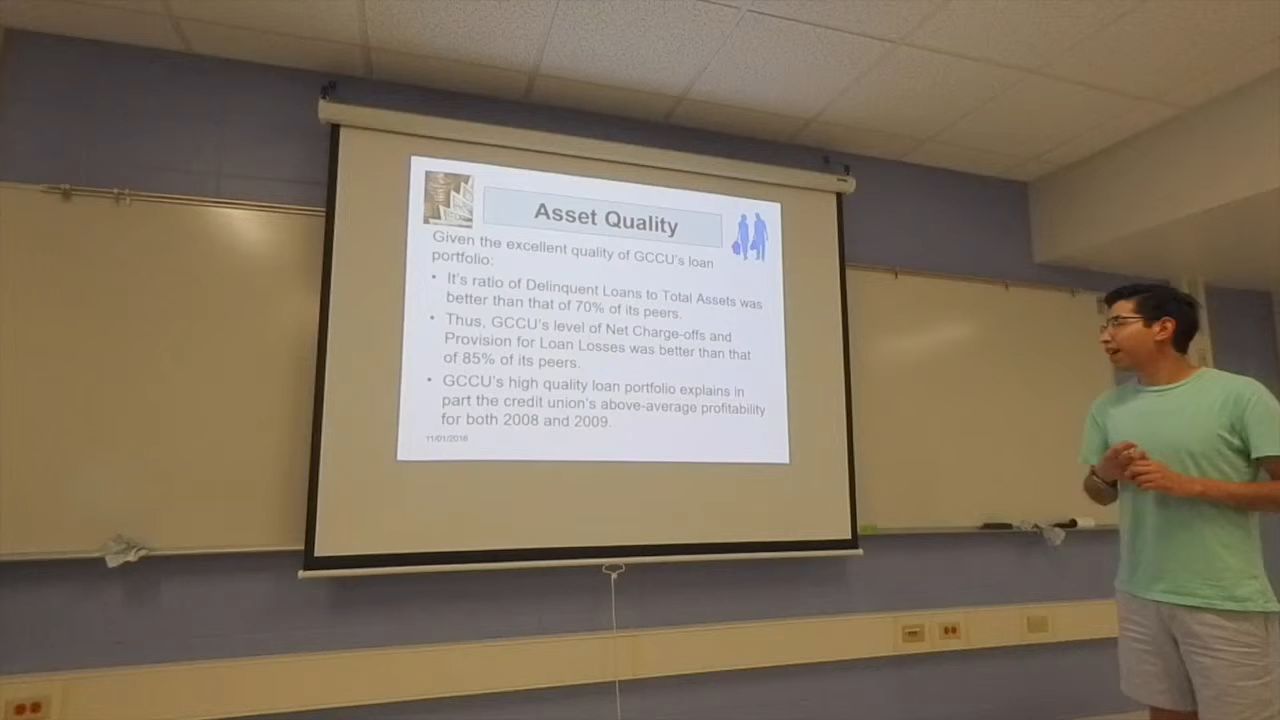 Asset Quality
Given the excellent quality of GCCU's loan
portfolio:
• It's ratio of Delinquent Loans to Total Assets was
better than that of 70% of its peers.
• Thus, GCCU's level of Net Charge-offs and
Provision for Loan Losses was better than that
of 85% of its peers.
• GCCU's high quality loan portfolio explains in
part the credit union's above-average profitability
for both 2008 and 2009.
11/01/2016